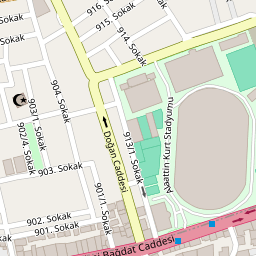 916. Sokak
915. Sokak
914. Sokak
904. Sokak
903/1. Sokak
902/4. Sokak
Doğan Caddesi
913/1. Sokak
Alaattin Kurt Stadyumu
903. Sokak
901/1. Sokak
902. Sokak
901. Sokak
Bağdat Caddesi